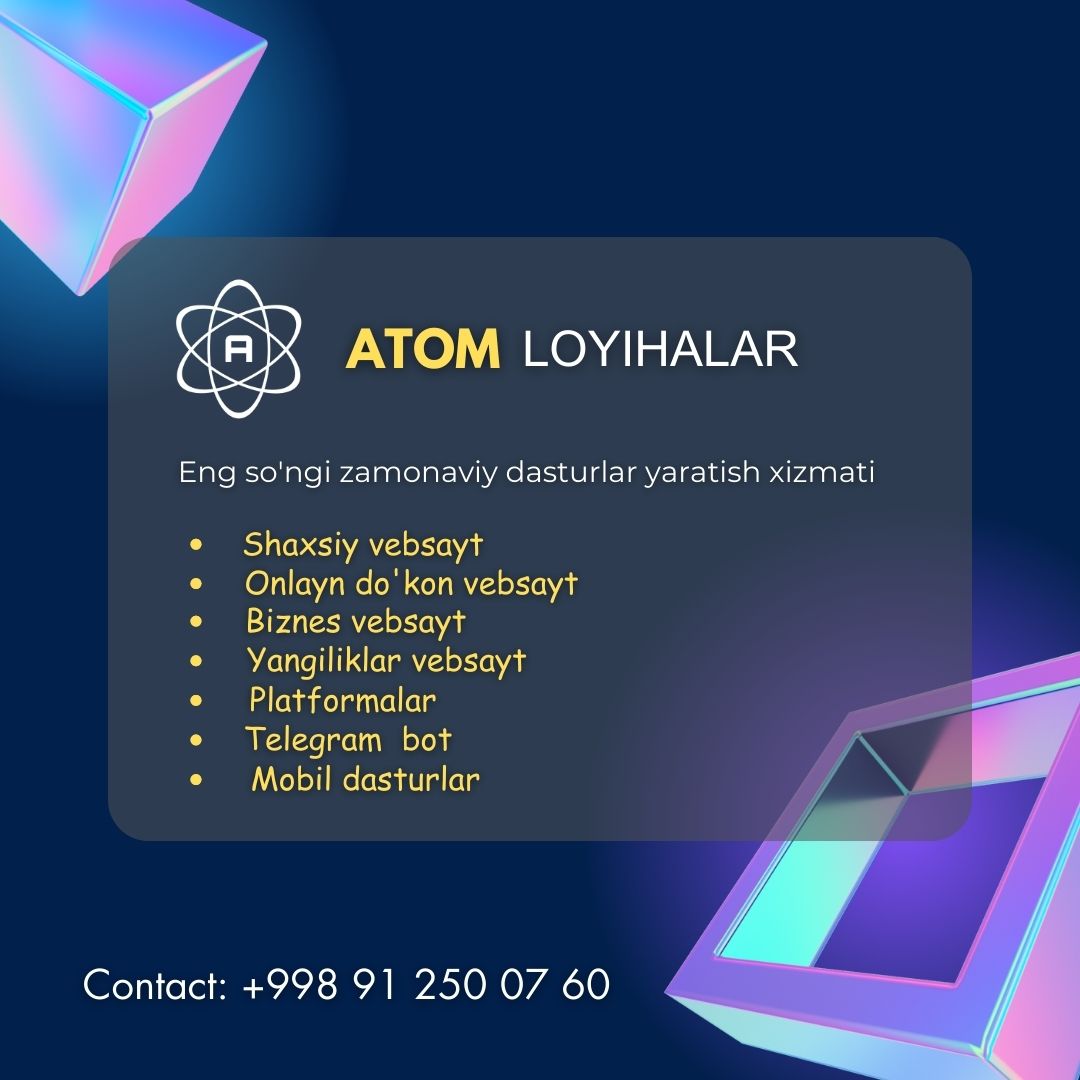 A
ATOM LOYIHALAR
Eng so'ngi zamonaviy dasturlar yaratish xizmati
• Shaxsiy vebsayt
• Onlayn do'kon vebsayt
• Biznes vebsayt
• Yangiliklar vebsayt
• Platformalar
• Telegram bot
• Mobil dasturlar
Contact: +998 91 250 07 60